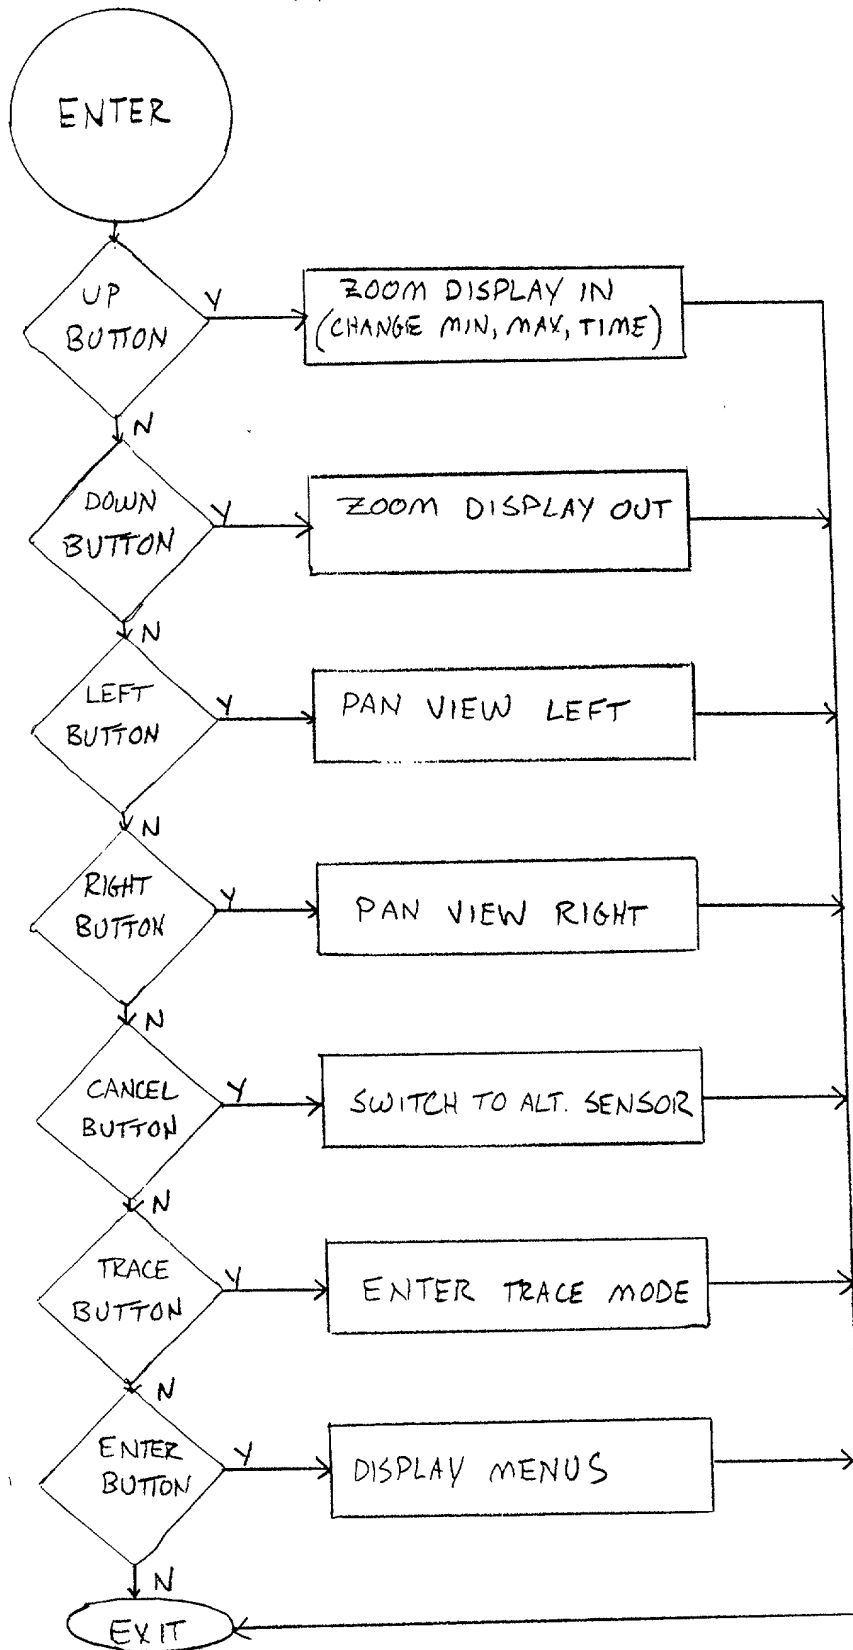 ENTER
UP
BUTTON
Y
ZOOM DISPLAY IN
(CHANGE MIN, MAX, TIME)
N
DOWN
BUTTON
Y
ZOOM DISPLAY OUT
N
LEFT
BUTTON
Y
PAN VIEW LEFT
N
RIGHT
BUTTON
Y
PAN VIEW RIGHT
N
CANCEL
BUTTON
Y
SWITCH TO ALT. SENSOR
N
TRACE
BUTTON
Y
ENTER TRACE MODE
N
ENTER
BUTTON
Y
DISPLAY MENUS
N
EXIT